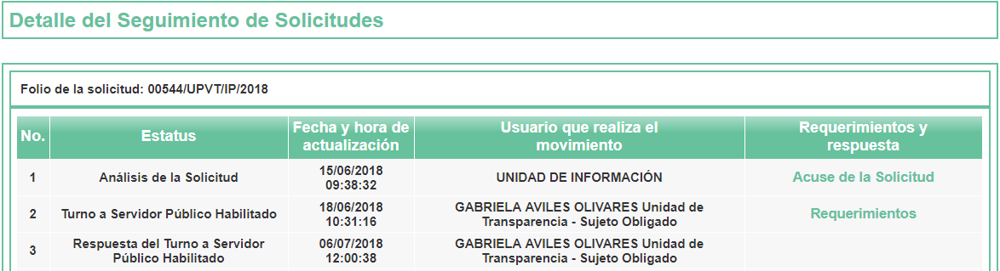 Detalle del Seguimiento de Solicitudes
Folio de la solicitud: 00544/UPVT/IP/2018
No.
Estatus
Fecha y hora de
actualización
Usuario que realiza el
movimiento
Requerimientos y
respuesta
1
Análisis de la Solicitud
15/06/2018
09:38:32
UNIDAD DE INFORMACIÓN
Acuse de la Solicitud
2
Turno a Servidor Público Habilitado
18/06/2018
10:31:16
GABRIELA AVILES OLIVARES Unidad de
Transparencia - Sujeto Obligado
Requerimientos
3
Respuesta del Turno a Servidor
Público Habilitado
06/07/2018
12:00:38
GABRIELA AVILES OLIVARES Unidad de
Transparencia - Sujeto Obligado